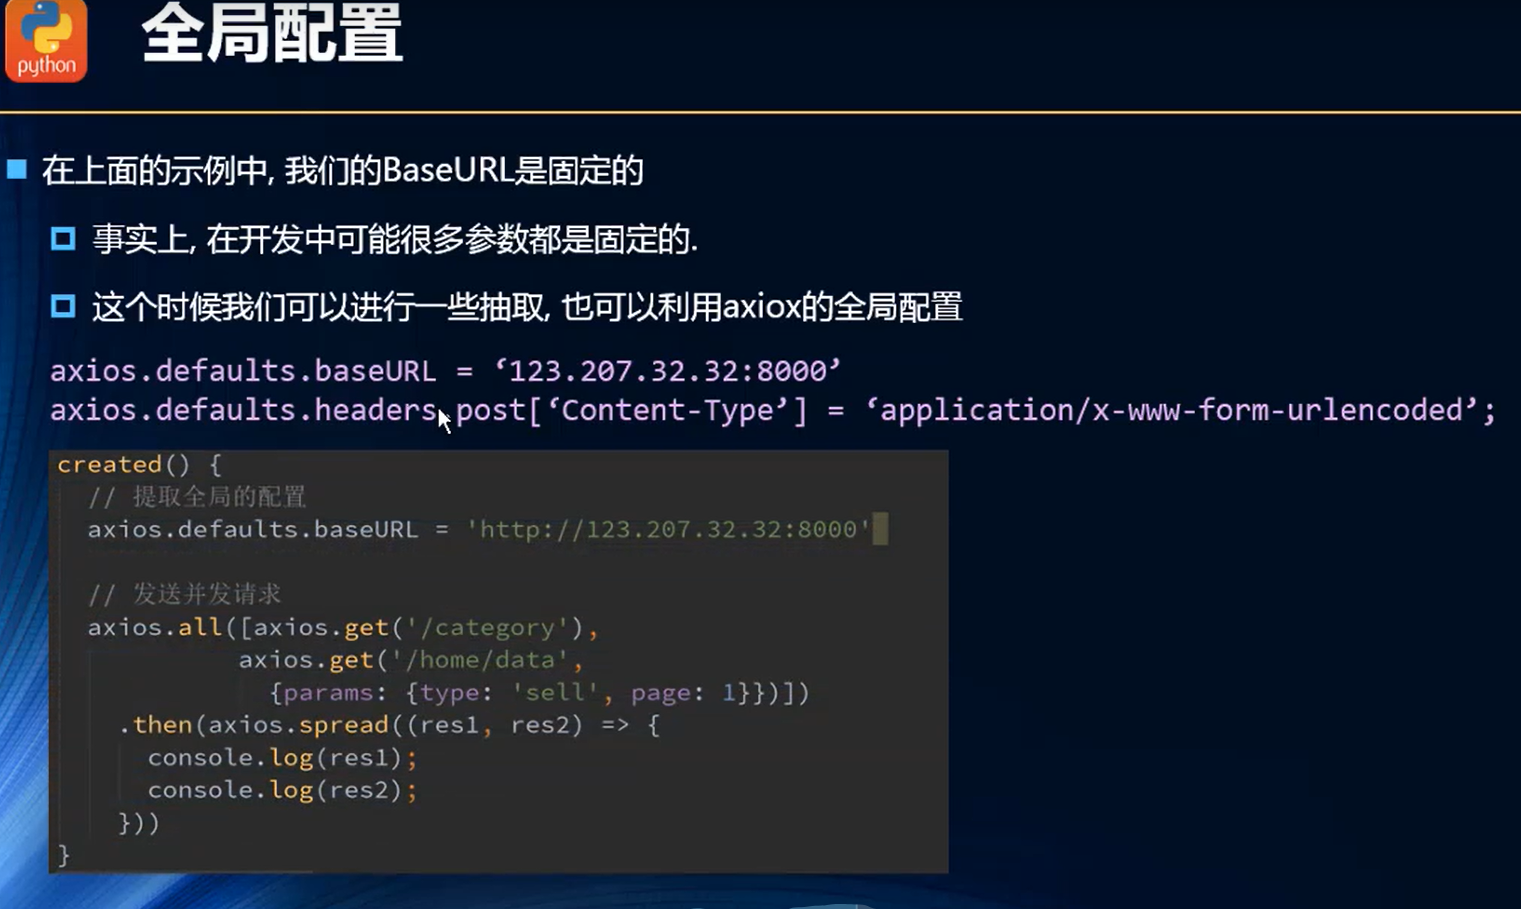 python
全局配置
在上面的示例中, 我们的BaseURL是固定的
事实上, 在开发中可能很多参数都是固定的.
这个时候我们可以进行一些抽取, 也可以利用axiox的全局配置
axios.defaults.baseURL = ‘123.207.32.32:8000’
axios.defaults.headers.post[‘Content-Type’] = ‘application/x-www-form-urlencoded’;
created() {
// 提取全局的配置
axios.defaults.baseURL = 'http://123.207.32.32:8000'
// 发送并发请求
axios.all([axios.get('/category'),
axios.get('/home/data',
{params: {type: 'sell', page: 1}})])
.then(axios.spread((res1, res2) => {
console.log(res1);
console.log(res2);
}))
}